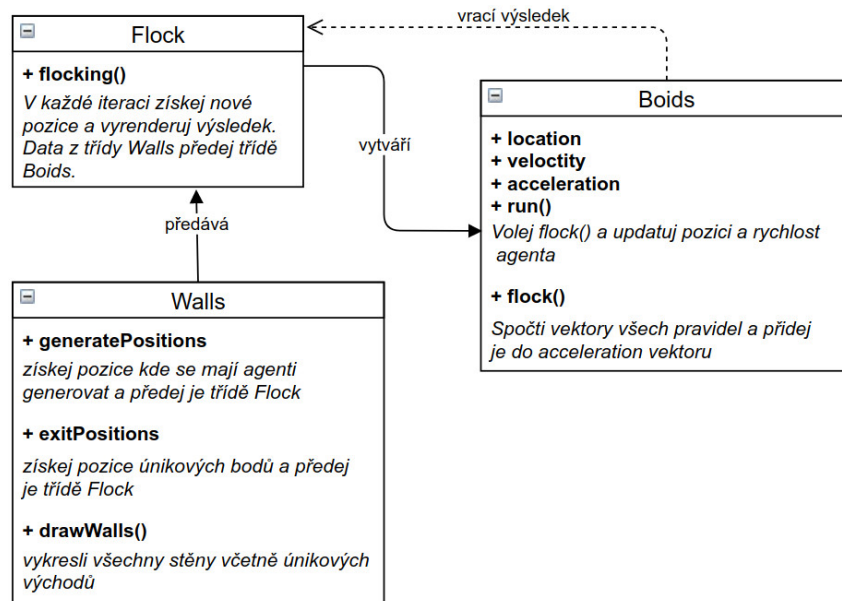 Flock
+ flocking()
V každé iteraci získej nové
pozice a vyrenderuj výsledek.
Data z třídy Walls předej třídě
Boids.
vrací výsledek
vytváří
Boids
+ location
+ veloctity
+ acceleration
+ run()
Volej flock() a updatuj pozici a rychlost
agenta
+ flock()
Spočti vektory všech pravidel a přidej
je do acceleration vektoru
předává
Walls
+ generatePositions
získej pozice kde se mají agenti
generovat a předej je třídě Flock
+ exitPositions
získej pozice únikových bodů a předej
je třídě Flock
+ drawWalls()
vykresli všechny stěny včetně únikových
východů